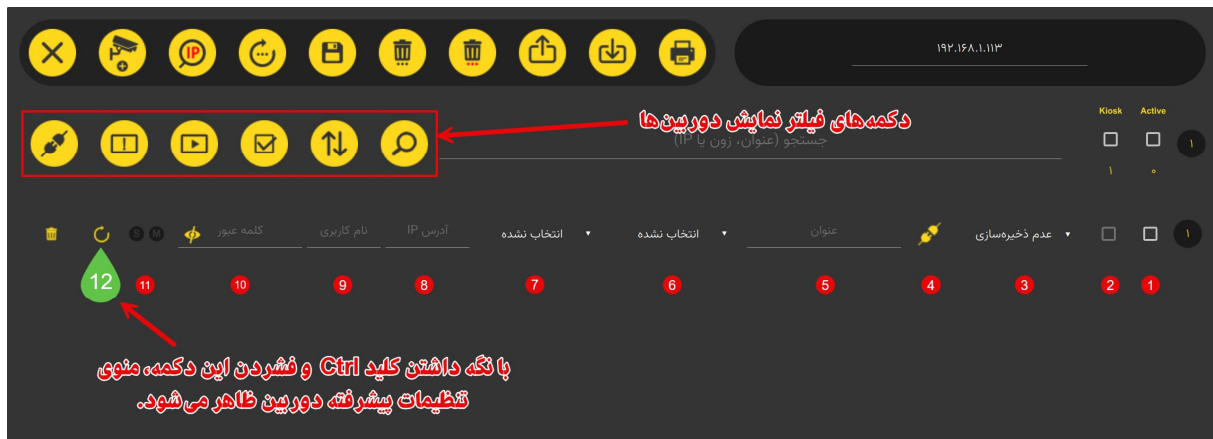 IP
۱۹۲.۱۶۸.۱.۱۱۳
دکمه‌های فیلتر نمایش دوربین‌ها
Kiosk Active
جستجو (عنوان، زون یا IP)
۱
۱ ۰
۱
عدم ذخیره‌سازی
عنوان
انتخاب نشده
انتخاب نشده
آدرس IP
نام کاربری
کلمه عبور
M S
1 2 3 4 5 6 7 8 9 10 11 12
با نگه داشتن کلید Ctrl و فشردن این دکمه، منوی
تنظیمات پیشرفته دوربین ظاهر می‌شود.